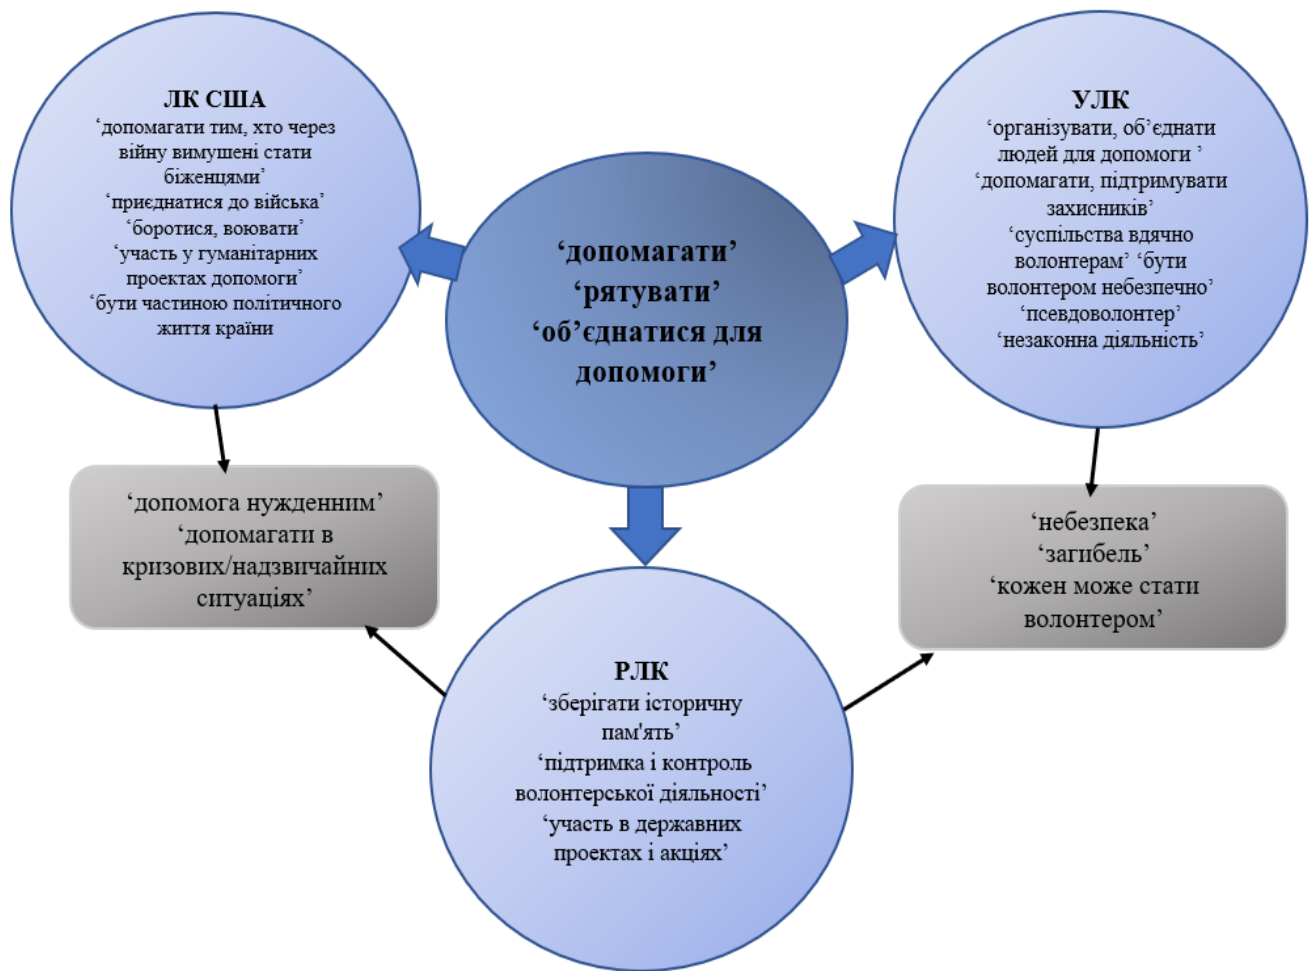 ЛК США
‘допомагати тим, хто через
війну вимушені стати
біженцями’
‘приєднатися до війська’
‘боротися, воювати’
‘участь у гуманітарних
проектах допомоги’
‘бути частиною політичного
життя країни
‘допомагати’
‘рятувати’
‘об’єднатися для
допомоги’
УЛК
‘організувати, об’єднати
людей для допомоги ’
‘допомагати, підтримувати
захисників’
‘суспільства вдячно
волонтерам’ ‘бути
волонтером небезпечно’
‘псевдоволонтер’
‘незаконна діяльність’
‘допомога нужденним’
‘допомагати в
кризових/надзвичайних
ситуаціях’
‘небезпека’
‘загибель’
‘кожен може стати
волонтером’
РЛК
‘зберігати історичну
пам'ять’
‘підтримка і контроль
волонтерської діяльності’
‘участь в державних
проектах і акціях’